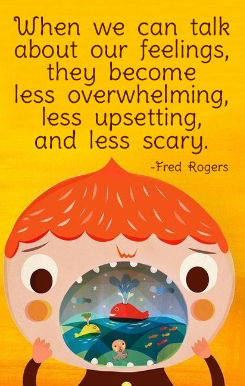 When we can talk
about our feelings,
they become
less overwhelming,
less upsetting,
and less scary.
-Fred Rogers